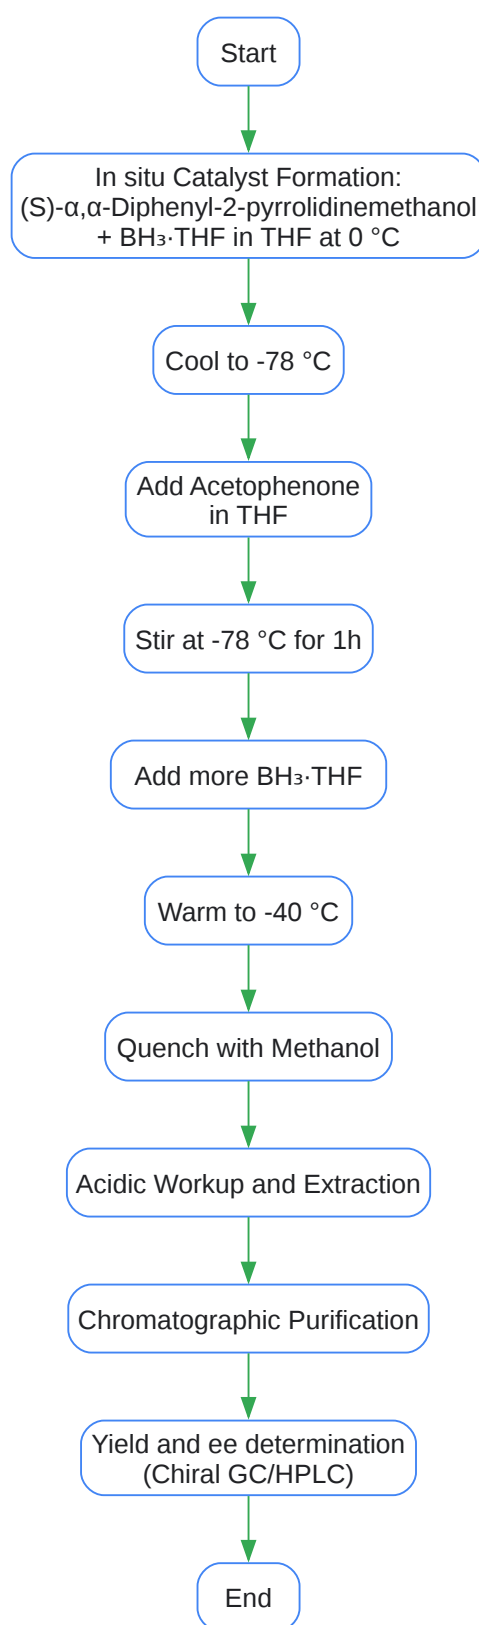 Start
In situ Catalyst Formation:
(S)-α,α-Diphenyl-2-pyrrolidinemethanol
+ BH₃·THF in THF at 0 °C
Cool to -78 °C
Add Acetophenone
in THF
Stir at -78 °C for 1h
Add more BH₃·THF
Warm to -40 °C
Quench with Methanol
Acidic Workup and Extraction
Chromatographic Purification
Yield and ee determination
(Chiral GC/HPLC)
End